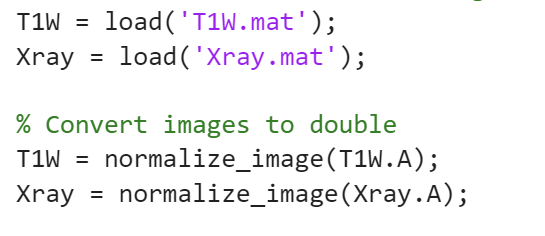 T1W = load('T1W.mat');
Xray = load('Xray.mat');
% Convert images to double
T1W = normalize_image(T1W.A);
Xray = normalize_image(Xray.A);